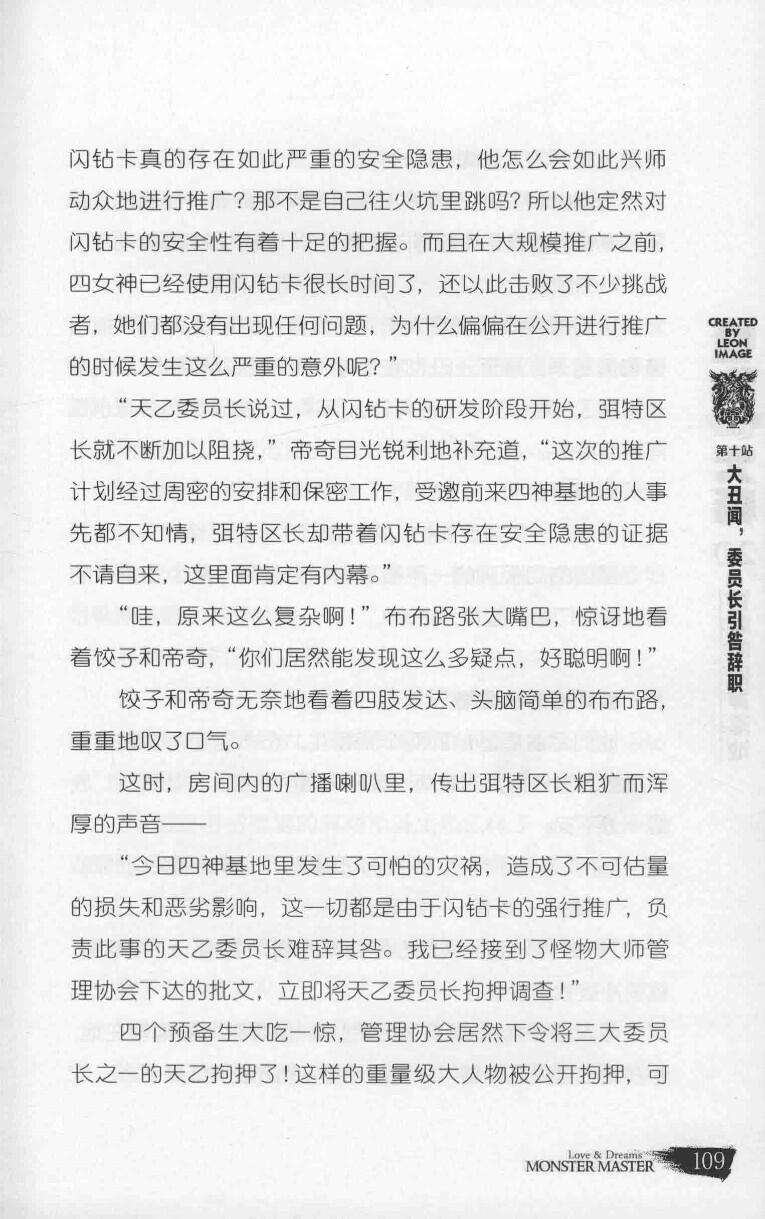 闪钻卡真的存在如此严重的安全隐患，他怎么会如此兴师
动众地进行推广？那不是自己往火坑里跳吗？所以他定然对
闪钻卡的安全性有着十足的把握。而且在大规模推广之前，
四女神已经使用闪钻卡很长时间了，还以此击败了不少挑战
者，她们都没有出现任何问题，为什么偏偏在公开进行推广
的时候发生这么严重的意外呢？”
“天乙委员长说过，从闪钻卡的研发阶段开始，弭特区
长就不断加以阻挠，”帝奇目光锐利地补充道，“这次的推广
计划经过周密的安排和保密工作，受邀前来四神基地的人事
先都不知情，弭特区长却带着闪钻卡存在安全隐患的证据
不请自来，这里面肯定有内幕。”
“哇，原来这么复杂啊！”布布路张大嘴巴，惊讶地看
着饺子和帝奇，“你们居然能发现这么多疑点，好聪明啊！”
饺子和帝奇无奈地看着四肢发达、头脑简单的布布路，
重重地叹了口气。
这时，房间内的广播喇叭里，传出弭特区长粗犷而浑
厚的声音——
“今日四神基地里发生了可怕的灾祸，造成了不可估量
的损失和恶劣影响，这一切都是由于闪钻卡的强行推广，负
责此事的天乙委员长难辞其咎。我已经接到了怪物大师管
理协会下达的批文，立即将天乙委员长拘押调查！”
四个预备生大吃一惊，管理协会居然下令将三大委员
长之一的天乙拘押了！这样的重量级大人物被公开拘押，可
CREATED
BY
LEON
IMAGE
第十站
大丑闻，委员长引咎辞职
Love & Dreams
MONSTER MASTER
109